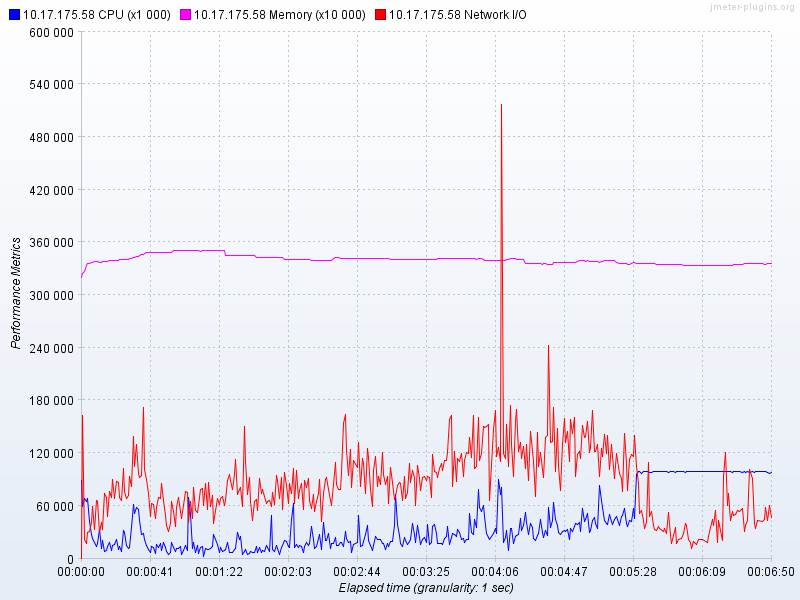 jmeter-plugins.org
10.17.175.58 CPU (x1 000) 10.17.175.58 Memory (x10 000) 10.17.175.58 Network I/O
600 000
540 000
480 000
420 000
360 000
300 000
240 000
180 000
120 000
60 000
0
Performance Metrics
00:00:00 00:00:41 00:01:22 00:02:03 00:02:44 00:03:25 00:04:06 00:04:47 00:05:28 00:06:09 00:06:50
Elapsed time (granularity: 1 sec)